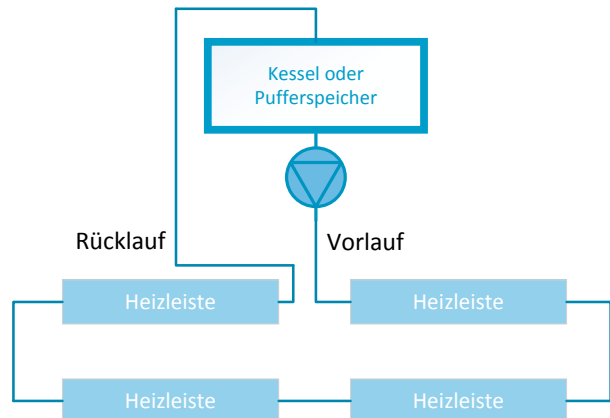 Kessel oder
Pufferspeicher
Rücklauf
Vorlauf
Heizleiste
Heizleiste
Heizleiste
Heizleiste